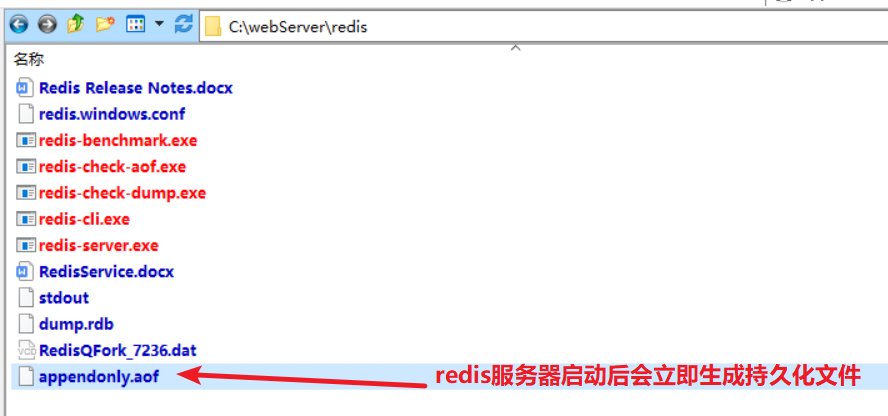 C:\webServer\redis
名称
Redis Release Notes.docx
redis.windows.conf
redis-benchmark.exe
redis-check-aof.exe
redis-check-dump.exe
redis-cli.exe
redis-server.exe
RedisService.docx
stdout
dump.rdb
RedisQFork_7236.dat
appendonly.aof
redis服务器启动后会立即生成持久化文件